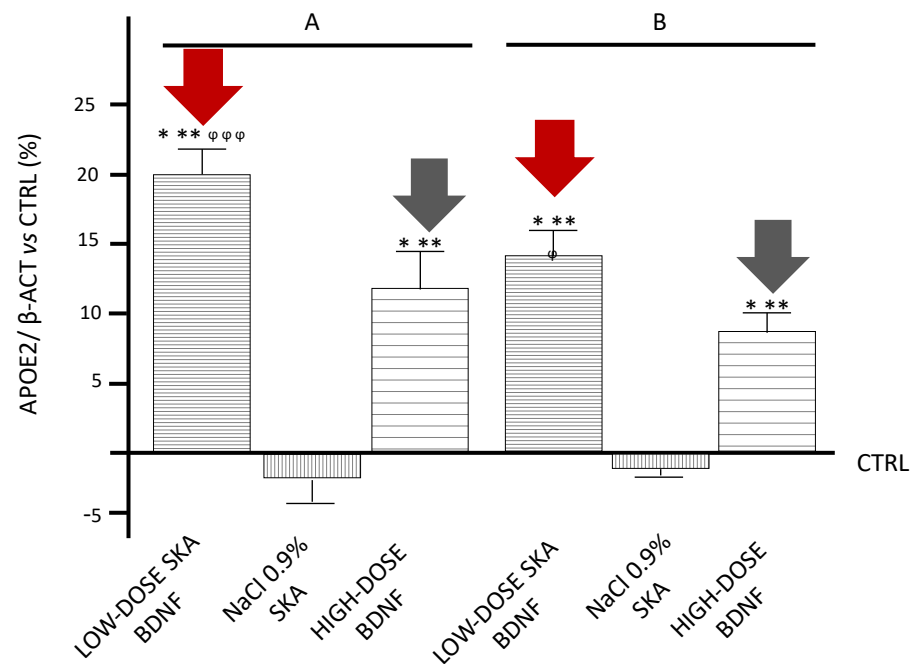 A
B
APOE2/ β-ACT vs CTRL (%)
25
20
15
10
5
-5
* ** φ φ φ
* **
* **
φ
* **
CTRL
LOW-DOSE SKA
BDNF
NaCl 0.9%
SKA
HIGH-DOSE
BDNF
LOW-DOSE SKA
BDNF
NaCl 0.9%
SKA
HIGH-DOSE
BDNF